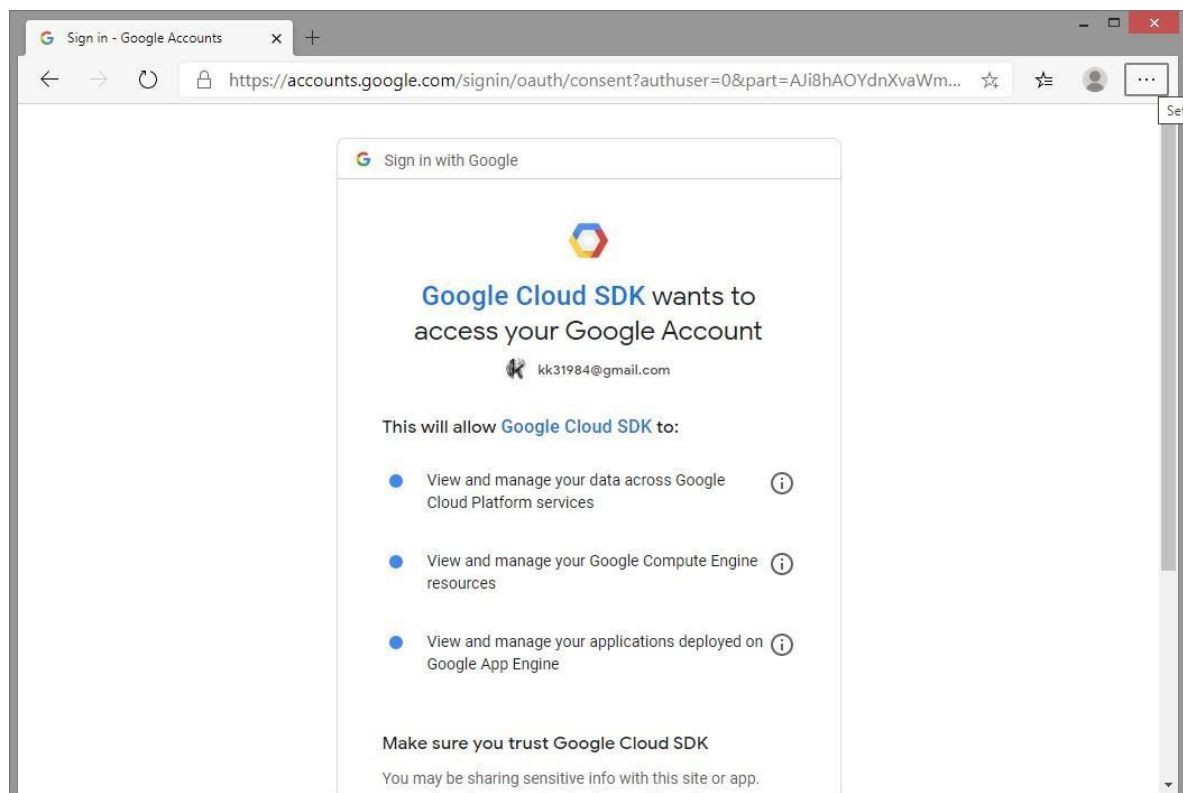 Sign in - Google Accounts
https://accounts.google.com/signin/oauth/consent?authuser=0&part=AJi8hAOYdnXvaWm...
Set
Sign in with Google
Google Cloud SDK wants to
access your Google Account
kk31984@gmail.com
This will allow Google Cloud SDK to:
View and manage your data across Google
Cloud Platform services
View and manage your Google Compute Engine
resources
View and manage your applications deployed on
Google App Engine
Make sure you trust Google Cloud SDK
You may be sharing sensitive info with this site or app.